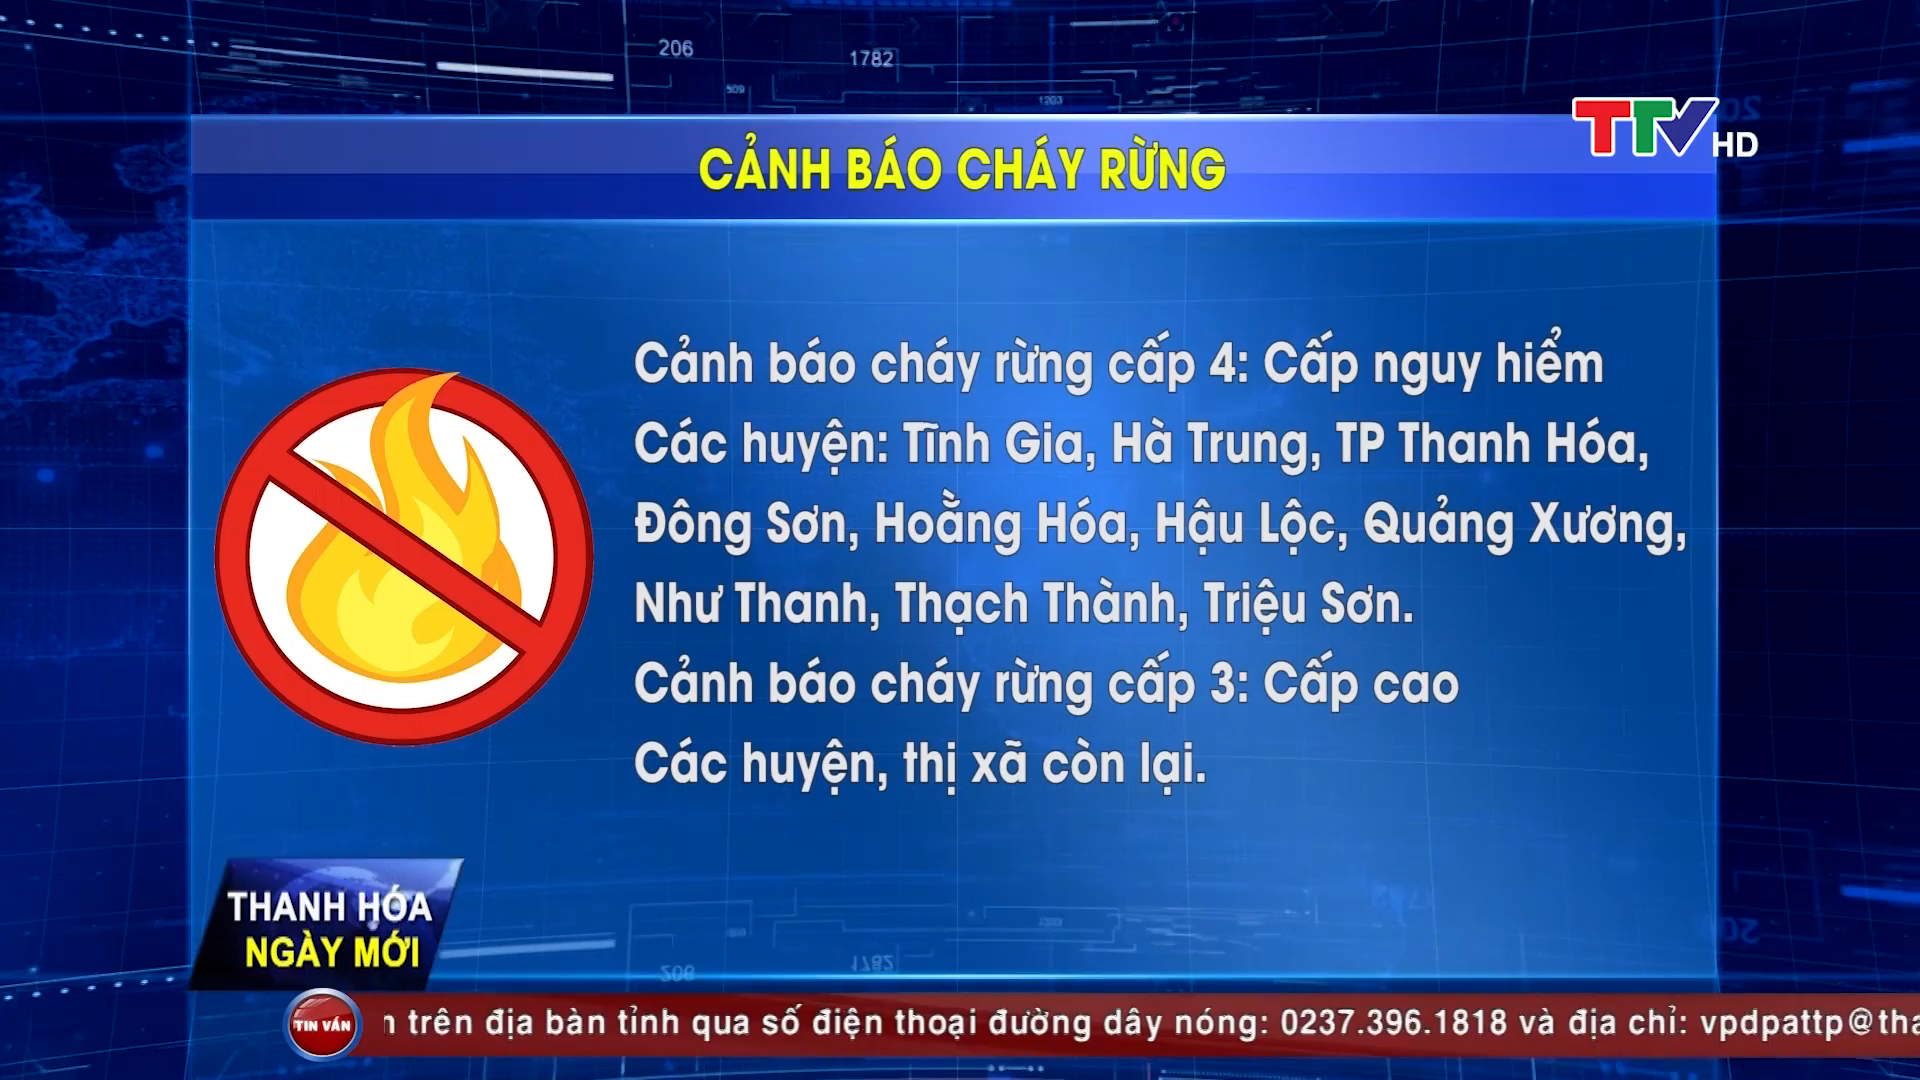 206
1782
509
1203
TTV HD
CẢNH BÁO CHÁY RỪNG
Cảnh báo cháy rừng cấp 4: Cấp nguy hiểm
Các huyện: Tĩnh Gia, Hà Trung, TP Thanh Hóa,
Đông Sơn, Hoằng Hóa, Hậu Lộc, Quảng Xương,
Như Thanh, Thạch Thành, Triệu Sơn.
Cảnh báo cháy rừng cấp 3: Cấp cao
Các huyện, thị xã còn lại.
THANH HÓA
NGÀY MỚI
TIN VẮN
trên địa bàn tỉnh qua số điện thoại đường dây nóng: 0237.396.1818 và địa chỉ: vpdpattp@tha